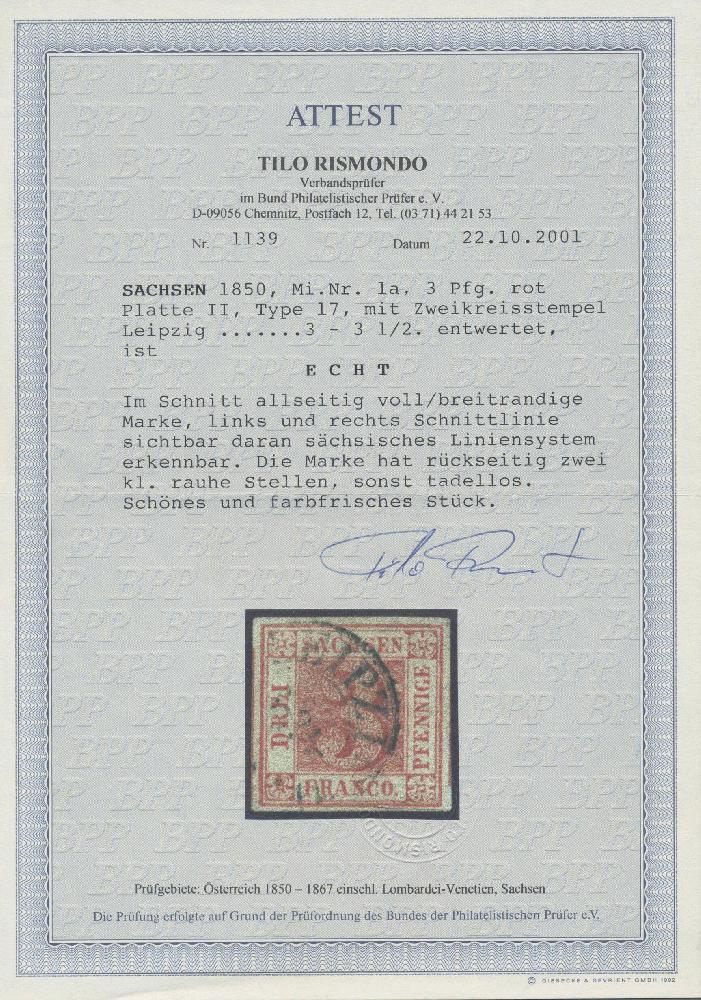 ATTEST
TILO RISMONDO
Verbandsprüfer
im Bund Philatelistischer Prüfer e. V.
D-09056 Chemnitz, Postfach 12, Tel. (03 71) 44 21 53
Nr. 1139 Datum 22.10.2001
SACHSEN 1850, Mi.Nr. 1a, 3 Pfg. rot
Platte II, Type 17, mit Zweikreisstempel
Leipzig .......3 - 3 1/2. entwertet,
ist
E C H T
Im Schnitt allseitig voll/breitrandige
Marke, links und rechts Schnittlinie
sichtbar daran sächsisches Liniensystem
erkennbar. Die Marke hat rückseitig zwei
kl. rauhe Stellen, sonst tadellos.
Schönes und farbfrisches Stück.
SACHSEN
DREI
3
PFENNIGE
FRANCO.
Prüfgebiete: Österreich 1850 – 1867 einschl. Lombardei-Venetien, Sachsen
Die Prüfung erfolgte auf Grund der Prüfordnung des Bundes der Philatelistischen Prüfer e.V.
© GIESECKE & DEVRIENT GMBH 1992